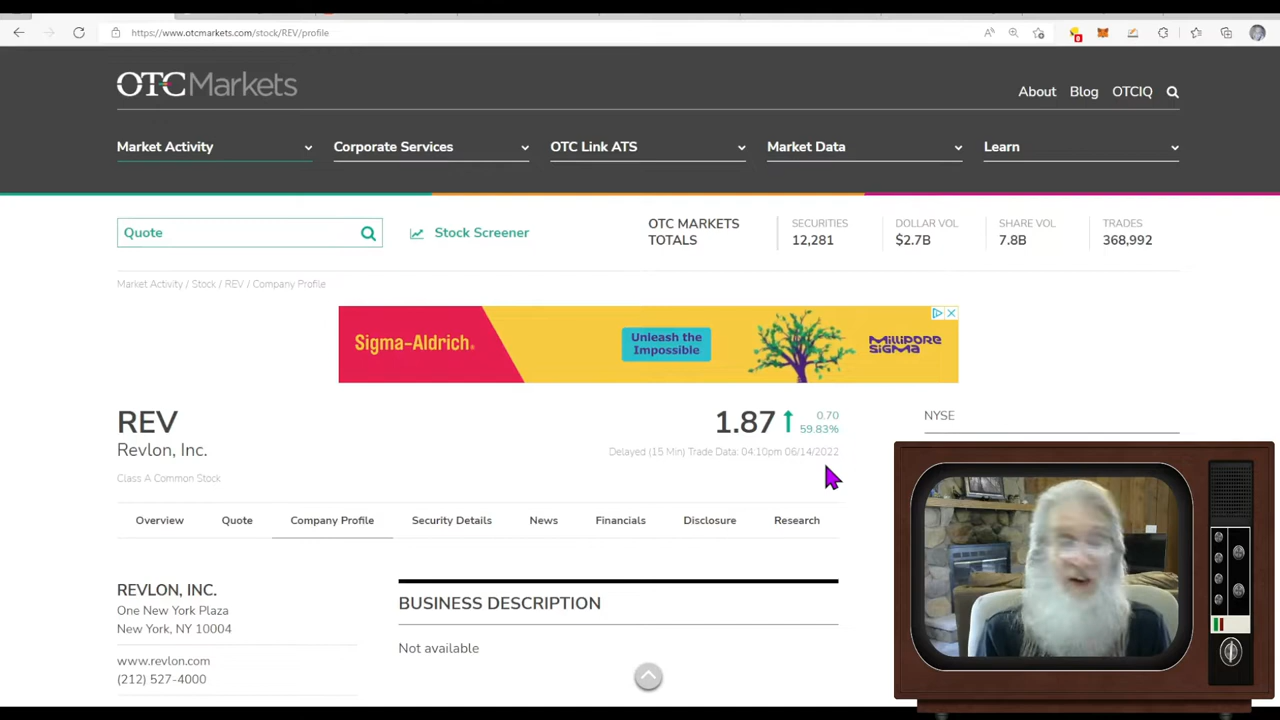 https://www.otcmarkets.com/stock/REV/profile
OTCMarkets
About
Blog
OTCIQ
Market Activity
Corporate Services
OTC Link ATS
Market Data
Learn
Quote
Stock Screener
OTC MARKETS
TOTALS
SECURITIES
12,281
DOLLAR VOL
$2.7B
SHARE VOL
7.8B
TRADES
368,992
Market Activity / Stock / REV / Company Profile
Sigma-Aldrich®
Unleash the
Impossible
MILLIPORE
SIGMA
REV
Revlon, Inc.
Class A Common Stock
1.87
0.70
59.83%
Delayed (15 Min) Trade Data: 04:10pm 06/14/2022
NYSE
Overview
Quote
Company Profile
Security Details
News
Financials
Disclosure
Research
REVLON, INC.
One New York Plaza
New York, NY 10004
www.revlon.com
(212) 527-4000
BUSINESS DESCRIPTION
Not available